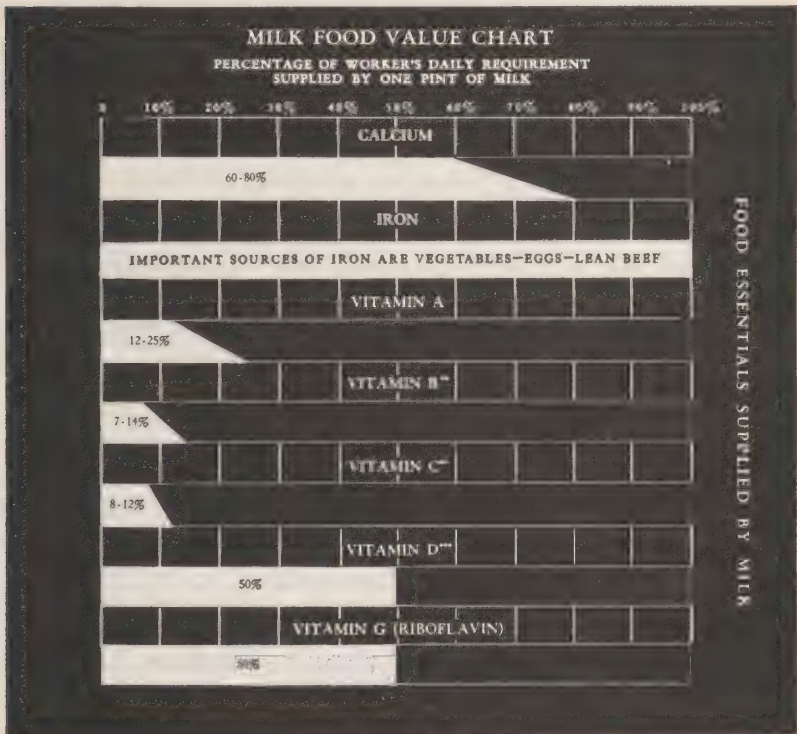 MILK FOOD VALUE CHART
PERCENTAGE OF WORKER'S DAILY REQUIREMENT
SUPPLIED BY ONE PINT OF MILK
0 10% 20% 30% 40% 50% 60% 70% 80% 90% 100%
CALCIUM
60-80%
IRON
IMPORTANT SOURCES OF IRON ARE VEGETABLES—EGGS—LEAN BEEF
VITAMIN A
12-25%
VITAMIN B**
7-14%
VITAMIN C**
8-12%
VITAMIN D***
50%
VITAMIN G (RIBOFLAVIN)
50%
FOOD ESSENTIALS SUPPLIED BY MILK